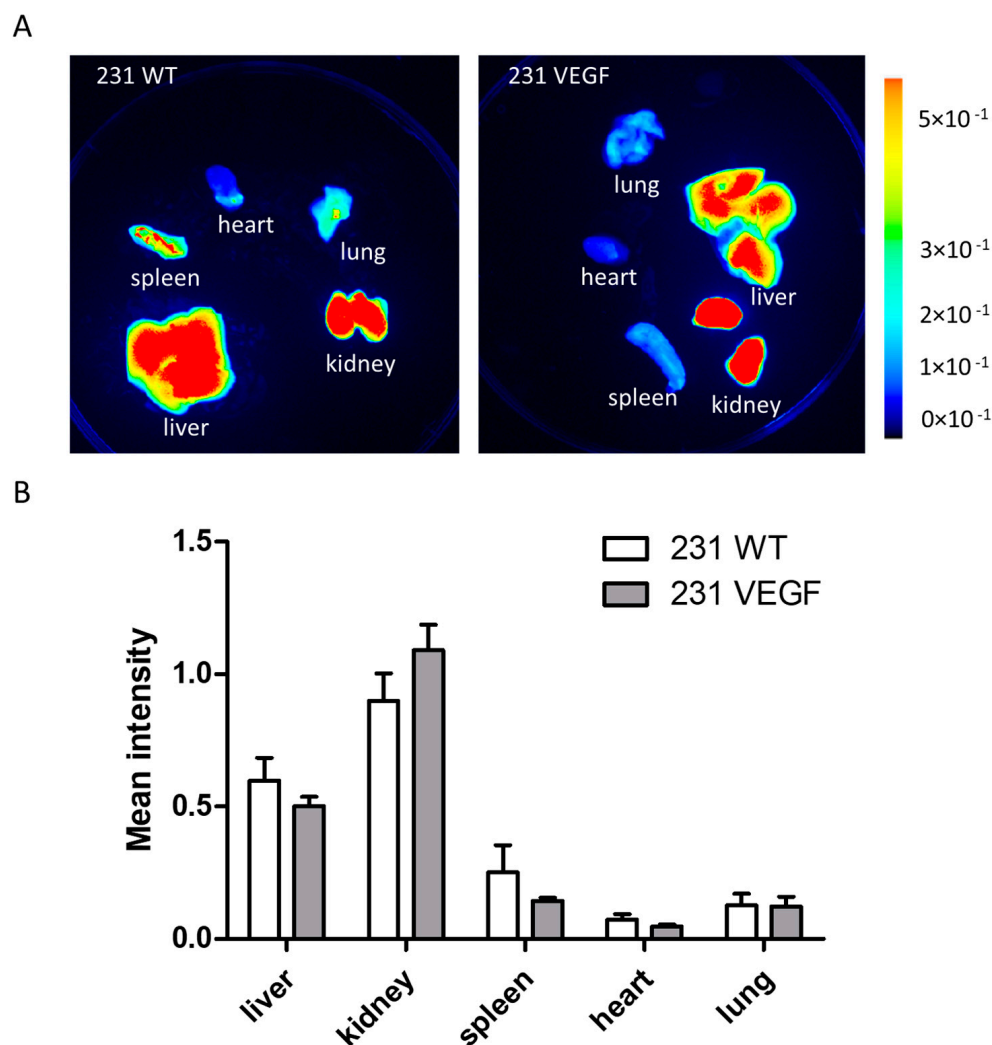 A
231 WT
heart
lung
spleen
kidney
liver
231 VEGF
lung
heart
liver
spleen
kidney
5×10 -1
3×10 -1
2×10 -1
1×10 -1
0×10 -1
B
1.5
1.0
0.5
0.0
Mean intensity
231 WT
231 VEGF
liver
kidney
spleen
heart
lung